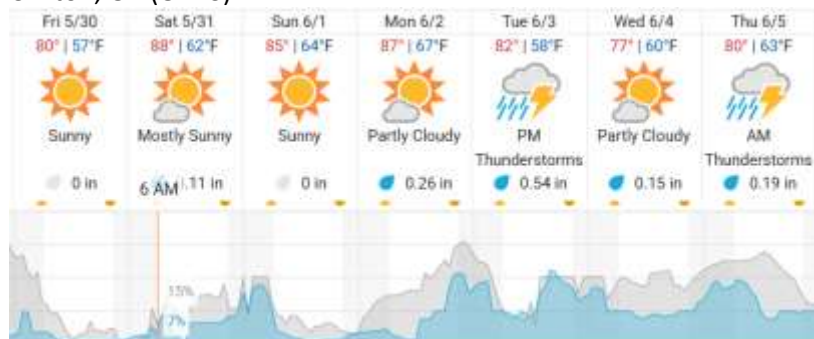 Fri 5/30 Sat 5/31 Sun 6/1 Mon 6/2 Tue 6/3 Wed 6/4 Thu 6/5
80° | 57°F 88° | 62°F 85° | 64°F 87° | 67°F 82° | 58°F 77° | 60°F 80° | 63°F
Sunny Mostly Sunny Sunny Partly Cloudy PM Partly Cloudy AM
Thunderstorms Thunderstorms
0 in 6 AM .11 in 0 in 0.26 in 0.54 in 0.15 in 0.19 in
15%
7%